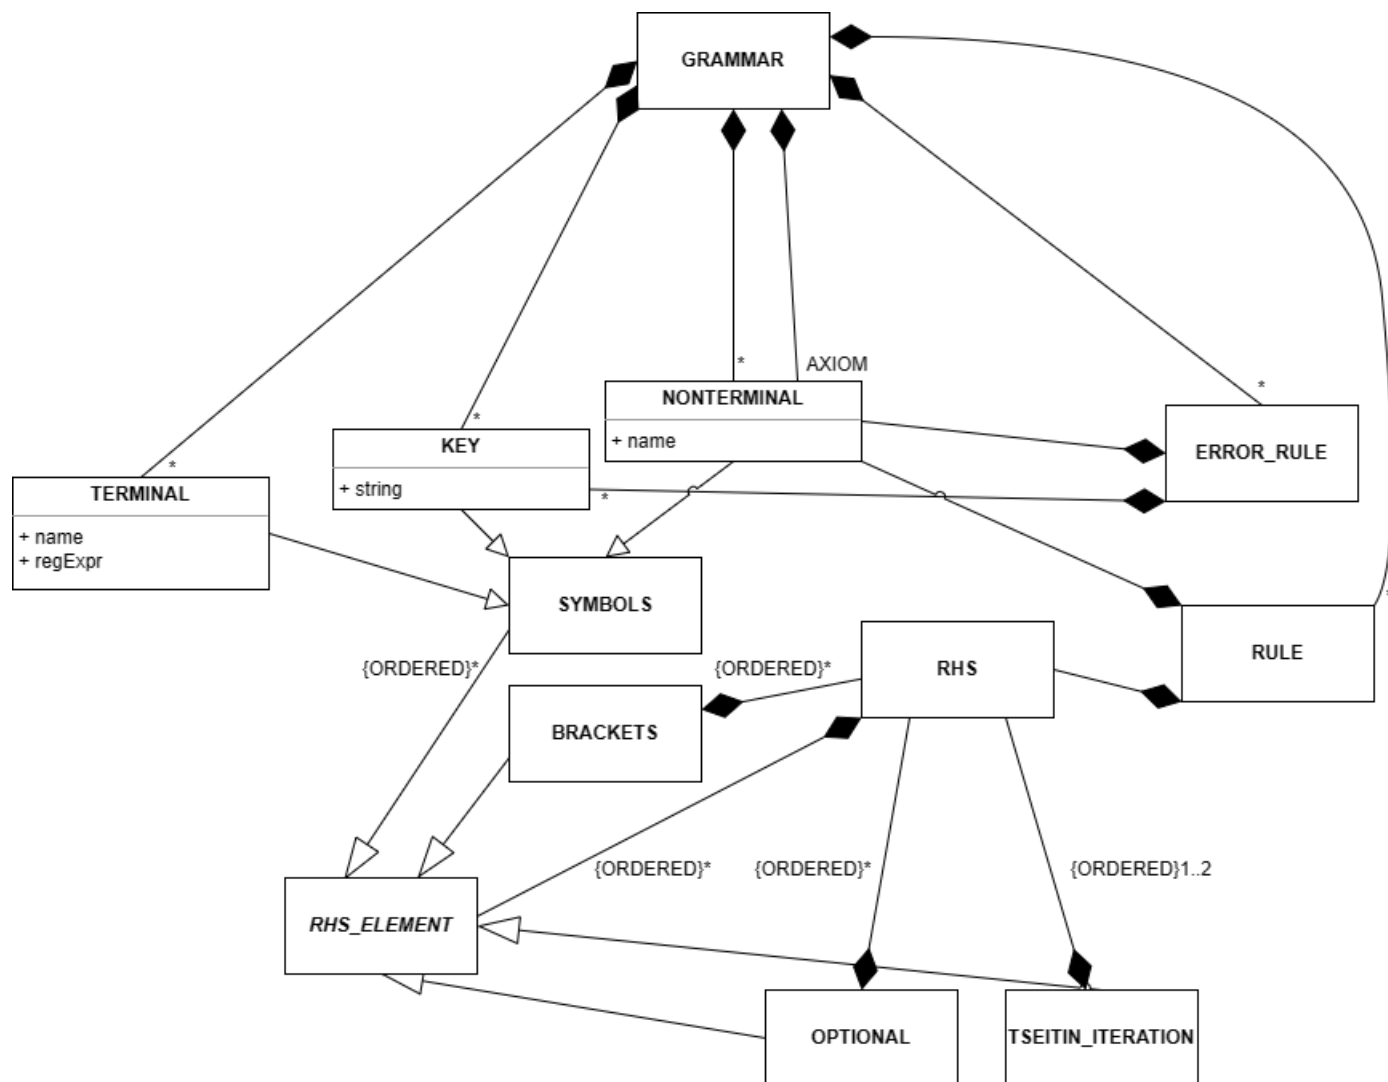 GRAMMAR
*
AXIOM
*
NONTERMINAL
+ name
*
KEY
+ string
*
ERROR_RULE
*
TERMINAL
+ name
+ regExpr
*
SYMBOLS
*
RULE
{ORDERED}*
{ORDERED}*
RHS
BRACKETS
{ORDERED}*
{ORDERED}*
{ORDERED}1..2
RHS_ELEMENT
OPTIONAL
TSEITIN_ITERATION